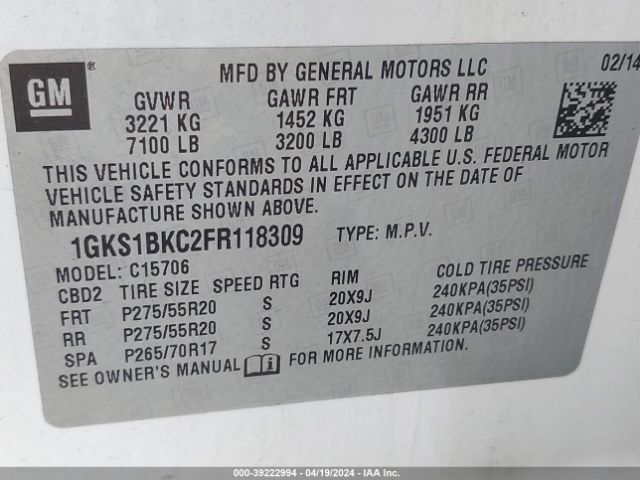 GM®
MFD BY GENERAL MOTORS LLC
02/14
GVWR GAWR FRT GAWR RR
3221 KG 1452 KG 1951 KG
7100 LB 3200 LB 4300 LB
THIS VEHICLE CONFORMS TO ALL APPLICABLE U.S. FEDERAL MOTOR
VEHICLE SAFETY STANDARDS IN EFFECT ON THE DATE OF
MANUFACTURE SHOWN ABOVE.
1GKS1BKC2FR118309 TYPE: M.P.V.
MODEL: C15706
CBD2 TIRE SIZE SPEED RTG RIM COLD TIRE PRESSURE
FRT P275/55R20 S 20X9J 240KPA(35PSI)
RR P275/55R20 S 20X9J 240KPA(35PSI)
SPA P265/70R17 S 17X7.5J 240KPA(35PSI)
SEE OWNER'S MANUAL FOR MORE INFORMATION.
000-39222994 - 04/19/2024 - IAA Inc.